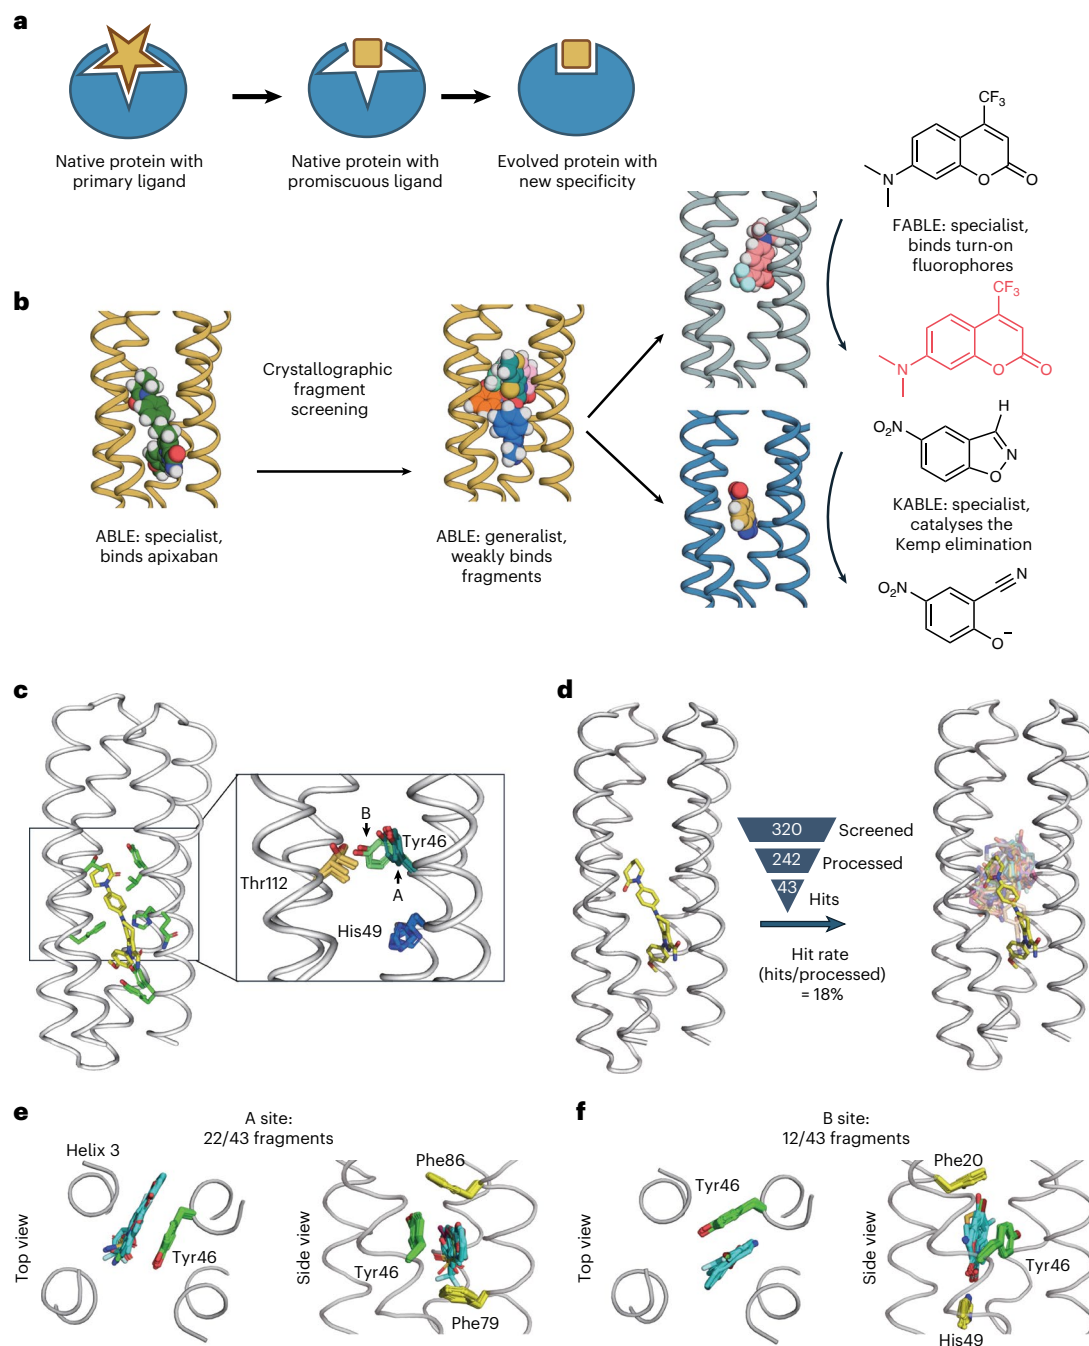 a
Native protein with
primary ligand
Native protein with
promiscuous ligand
Evolved protein with
new specificity
CF3
N
O
O
FABLE: specialist,
binds turn-on
fluorophores
CF3
N
O
O
b
Crystallographic
fragment
screening
ABLE: specialist,
binds apixaban
ABLE: generalist,
weakly binds
fragments
H
O2N
N
O
KABLE: specialist,
catalyses the
Kemp elimination
N
O2N
O−
c
B
Tyr46
Thr112
A
His49
d
320
Screened
242
Processed
43
Hits
Hit rate
(hits/processed)
= 18%
e
A site:
22/43 fragments
Helix 3
Top view
Tyr46
Side view
Phe86
Tyr46
Phe79
f
B site:
12/43 fragments
Top view
Tyr46
Side view
Phe20
Tyr46
His49